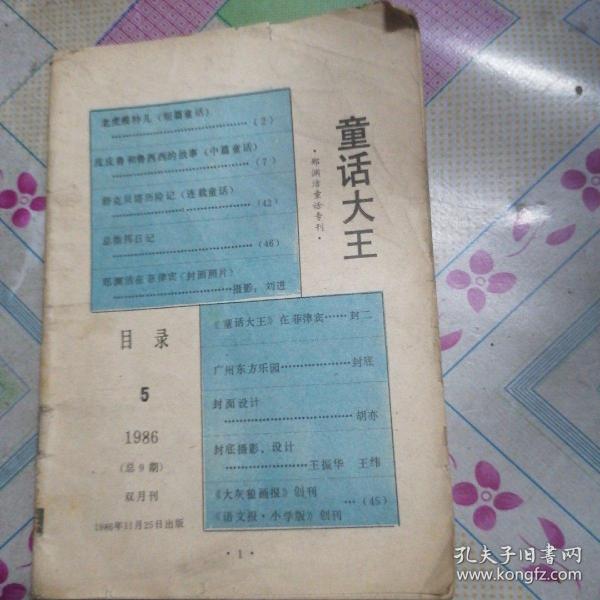 童话大王
·郑渊洁童话专刊·
老虎维特儿（短篇童话）
（2）
皮皮鲁和鲁西西的故事（中篇童话）
（7）
舒克贝塔历险记（连载童话）
（42）
日记
（46）
郑渊洁在菲律宾（封面照片）
摄影：刘进
目录
5
1986
（总9期）
双月刊
1986年11月25日出版
《童话大王》在菲律宾……封二
广州东方乐园………………封底
封面设计
胡亦
封底摄影、设计
王振华 王纬
《大灰狼画报》创刊
…（45）
《语文报·小学版》创刊
·1·
孔夫子旧书网
www.kongfz.com